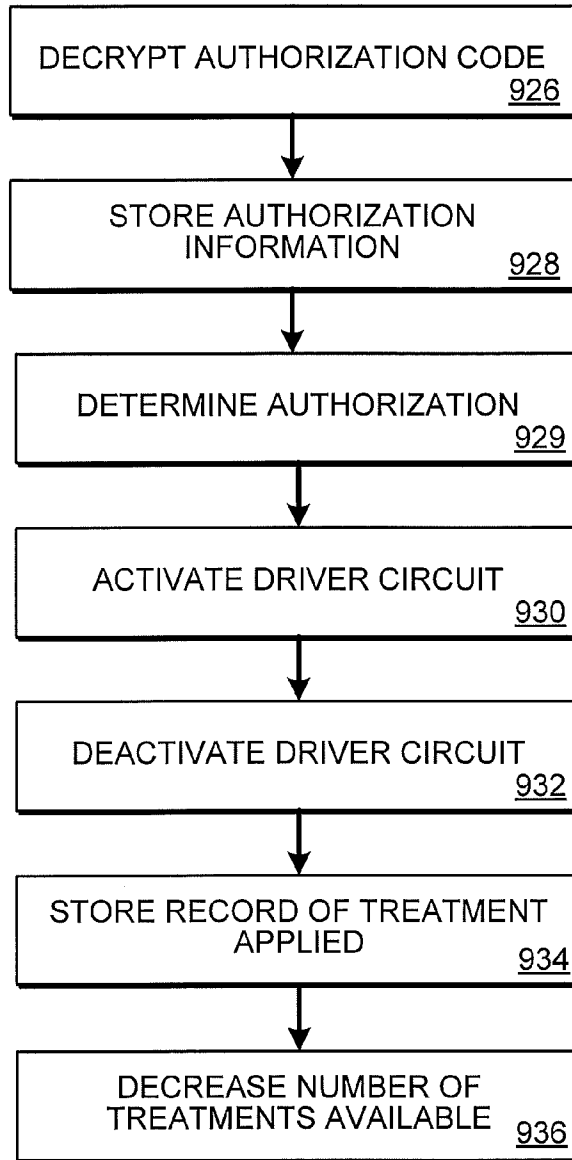 DECRYPT AUTHORIZATION CODE
926
STORE AUTHORIZATION
INFORMATION
928
DETERMINE AUTHORIZATION
929
ACTIVATE DRIVER CIRCUIT
930
DEACTIVATE DRIVER CIRCUIT
932
STORE RECORD OF TREATMENT
APPLIED
934
DECREASE NUMBER OF
TREATMENTS AVAILABLE
936